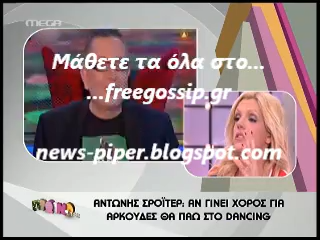 MEGA
Μάθετε τα όλα στο...
...freegossip.gr
news-piper.blogspot.com
ΑΝΤΩΝΗΣ ΣΡΟΪΤΕΡ: ΑΝ ΓΙΝΕΙ ΧΟΡΟΣ ΓΙΑ
ΑΡΚΟΥΔΕΣ ΘΑ ΠΑΩ ΣΤΟ DANCING